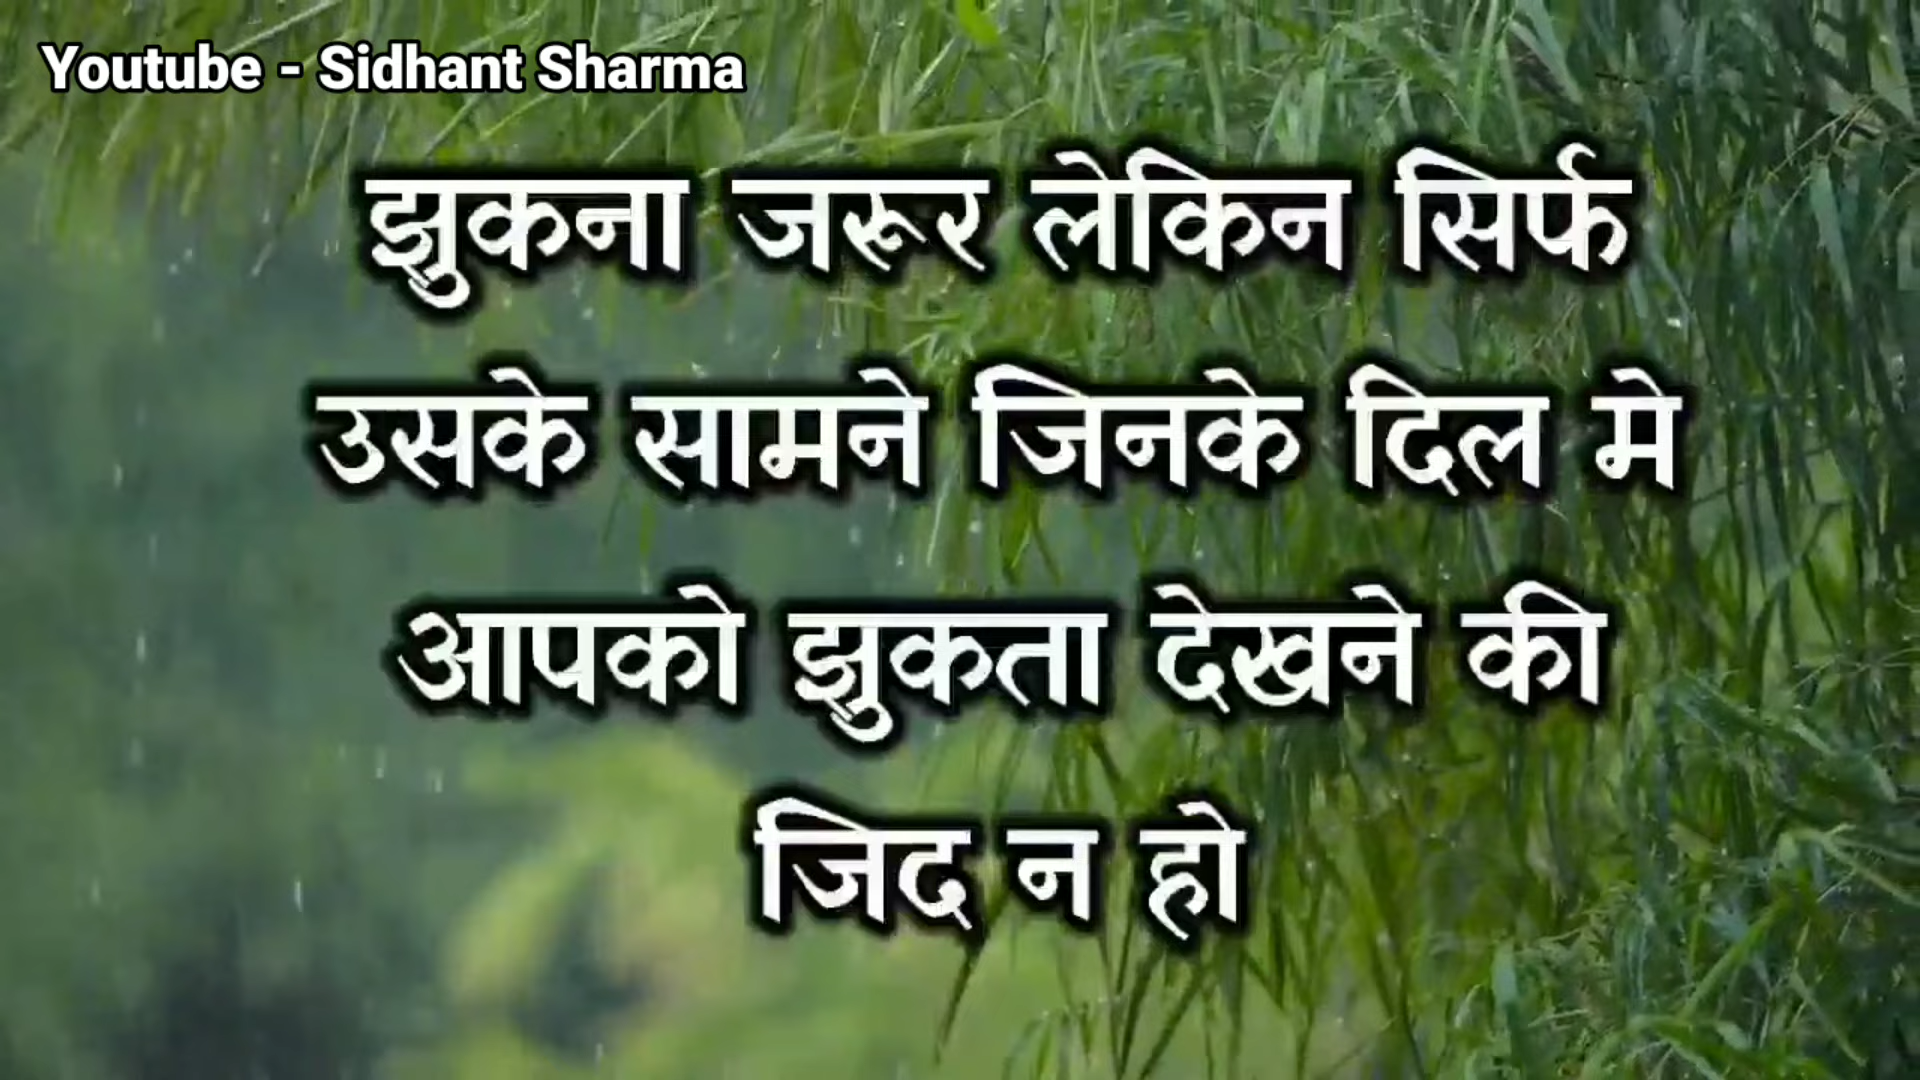 Youtube - Sidhant Sharma
झुकना जरूर लेकिन सिर्फ
उसके सामने जिनके दिल मे
आपको झुकता देखने की
जिद न हो